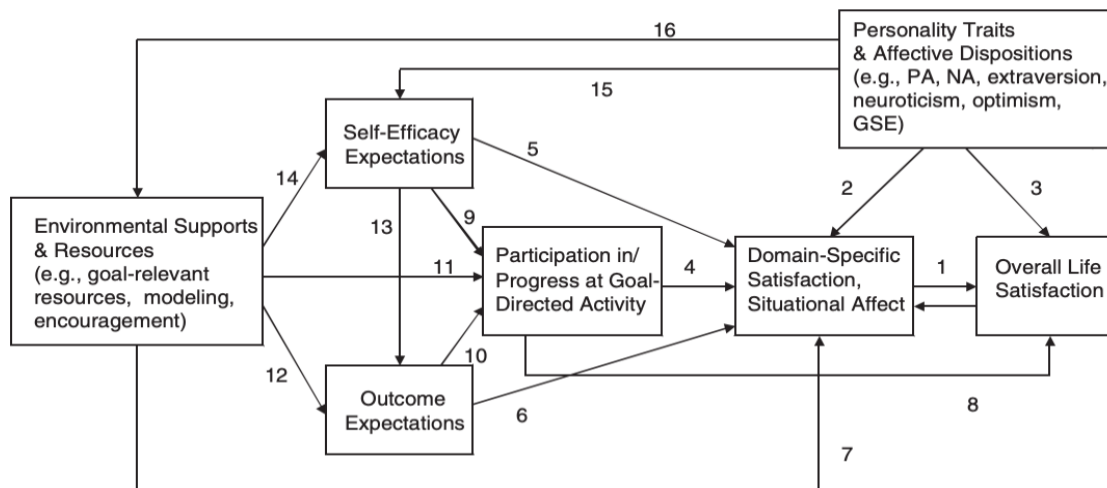 16
Personality Traits
& Affective Dispositions
(e.g., PA, NA, extraversion,
neuroticism, optimism,
GSE)
15
Self-Efficacy
Expectations
5
14
2
3
Environmental Supports
& Resources
(e.g., goal-relevant
resources, modeling,
encouragement)
13
9
Participation in/
Progress at Goal-
Directed Activity
11
4
Domain-Specific
Satisfaction,
Situational Affect
1
Overall Life
Satisfaction
12
10
Outcome
Expectations
6
8
7